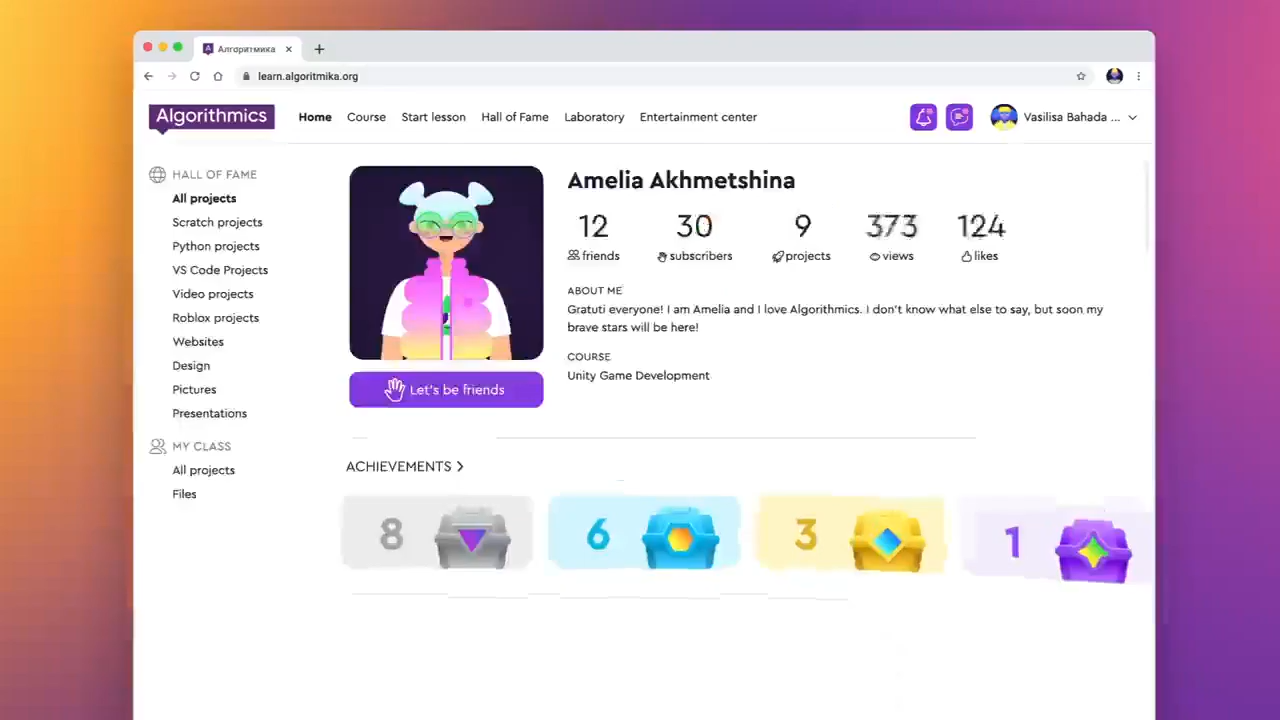 Алгоритмика
learn.algoritmika.org
Algorithmics
Home Course Start lesson Hall of Fame Laboratory Entertainment center
Vasilisa Bahada ...
HALL OF FAME
All projects
Scratch projects
Python projects
VS Code Projects
Video projects
Roblox projects
Websites
Design
Pictures
Presentations
MY CLASS
All projects
Files
Amelia Akhmetshina
12 30 9 373 124
friends subscribers projects views likes
ABOUT ME
Gratuti everyone! I am Amelia and I love Algorithmics. I don't know what else to say, but soon my
brave stars will be here!
COURSE
Unity Game Development
Let's be friends
ACHIEVEMENTS
8 6 3 1